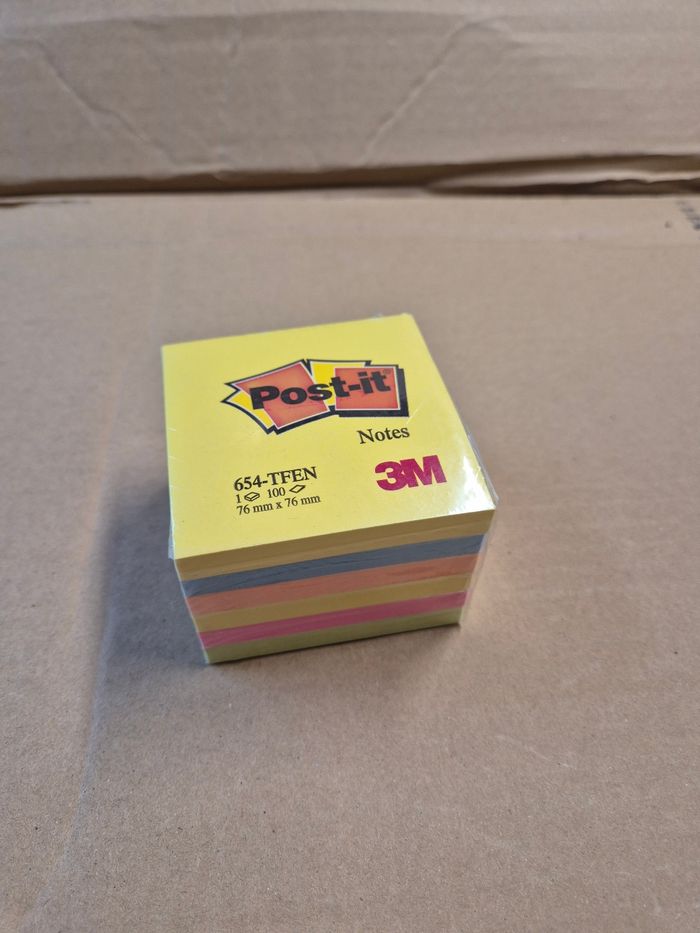 Post-it®
Notes
654-TFEN
3M
1 100
76 mm x 76 mm